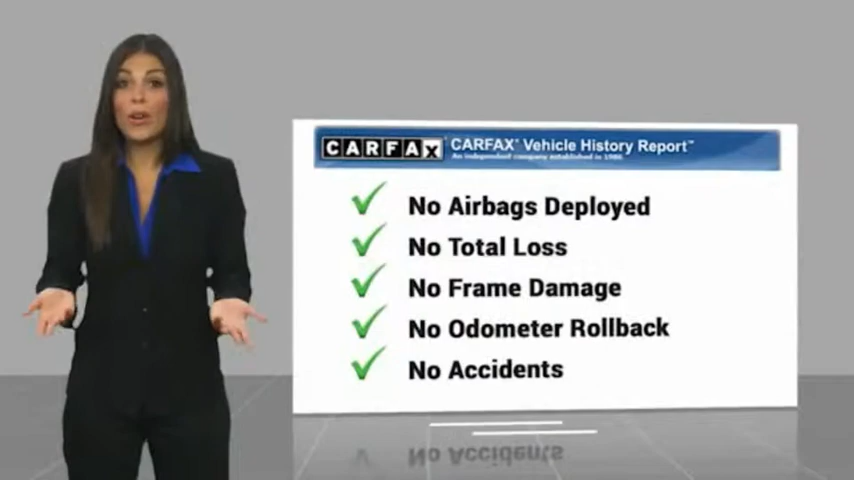 CARFAX CARFAX® Vehicle History Report™
An independent company established in 1986
No Airbags Deployed
No Total Loss
No Frame Damage
No Odometer Rollback
No Accidents
No Accidents